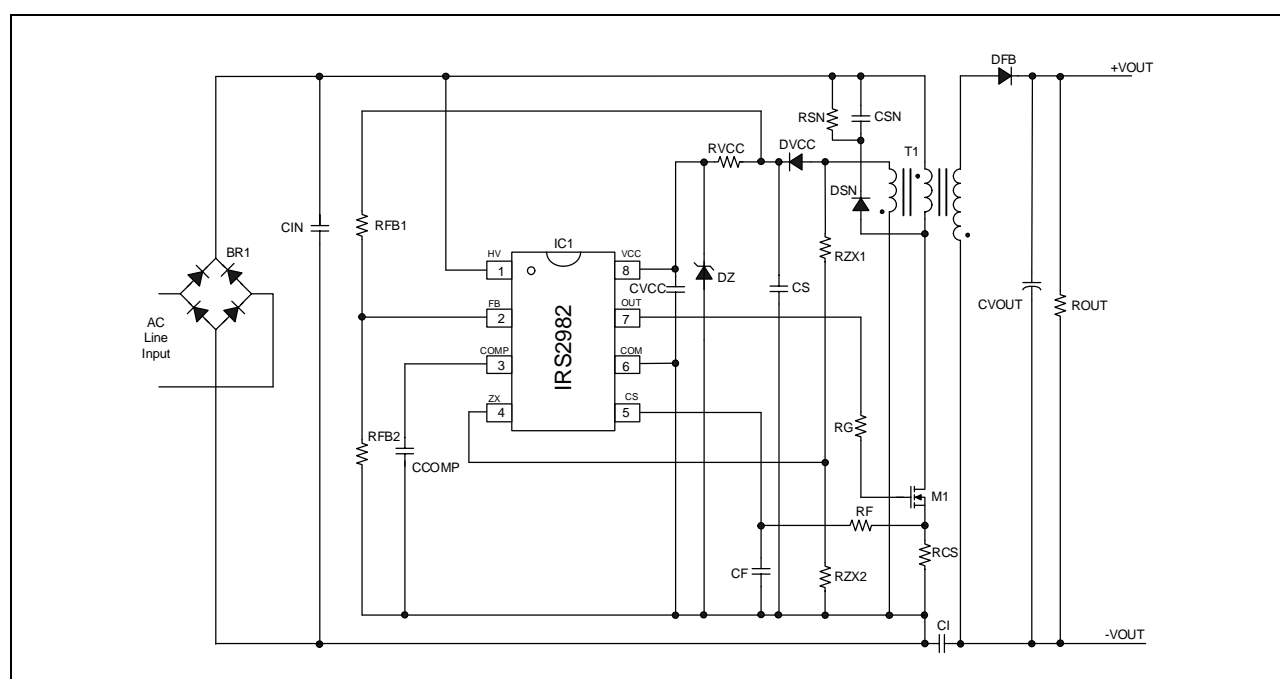 DFB
+VOUT
RSN
CSN
RVCC
DVCC
T1
DSN
CIN
RFB1
IC1
BR1
HV
VCC
1
8
RZX1
CVCC
DZ
CS
FB
OUT
2
7
CVOUT
ROUT
AC
Line
Input
IRS2982
COMP
COM
3
6
ZX
CS
4
5
RG
RFB2
CCOMP
M1
RF
RCS
CF
RZX2
CI
-VOUT